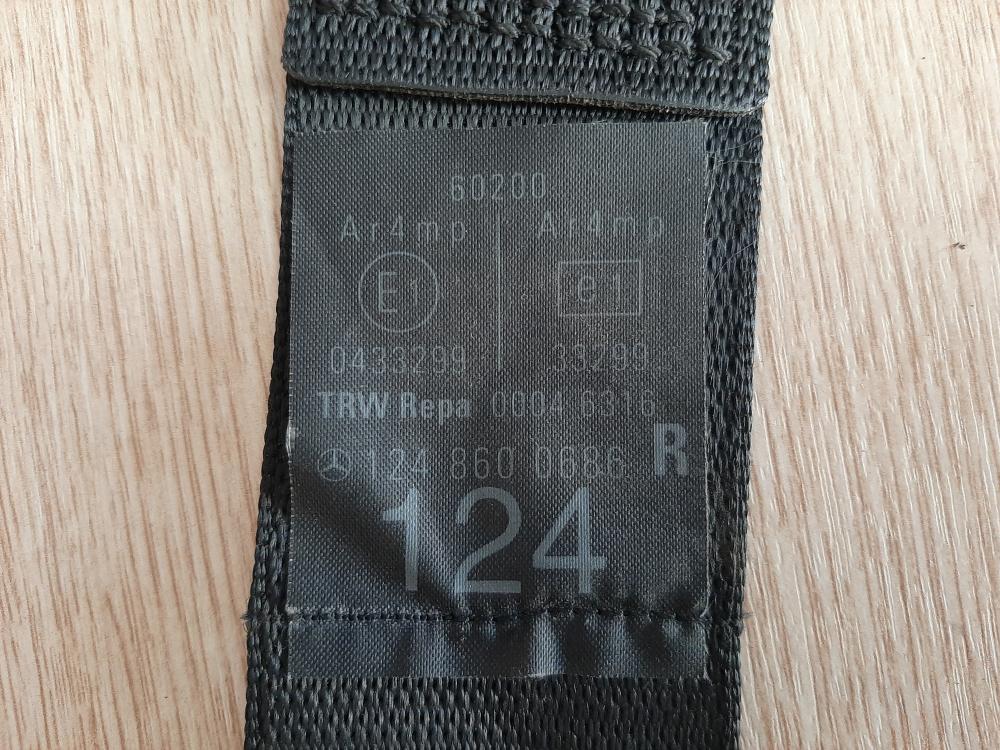 60200
Ar4mp Ar4mp
E1 e1
0433299 33299
TRW Repa 0004 6316
124 860 0686 R
124